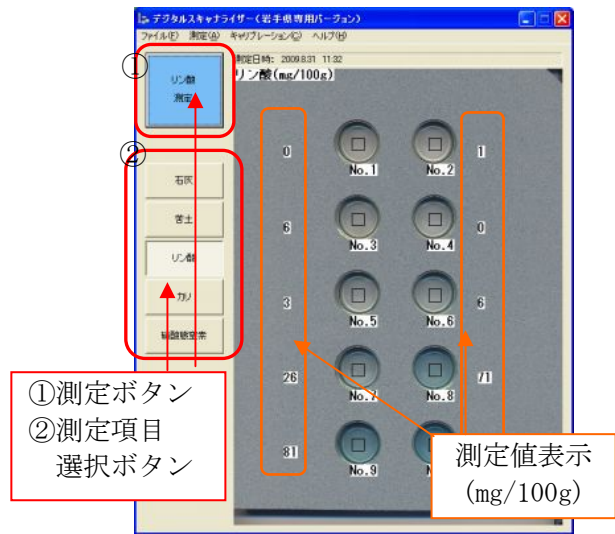 デジタルスキャナライザー(岩手県専用バージョン)
ファイル(F) 測定(A) キャリブレーション(C) ヘルプ(H)
測定日時: 2009.8.31 11:32
リン酸(mg/100g)
①
リン酸
測定
②
石灰
苦土
リン酸
カリ
硝酸態窒素
0
1
No.1
No.2
6
0
No.3
No.4
3
6
No.5
No.6
26
71
No.7
No.8
81
No.9
①測定ボタン
②測定項目
選択ボタン
測定値表示
(mg/100g)